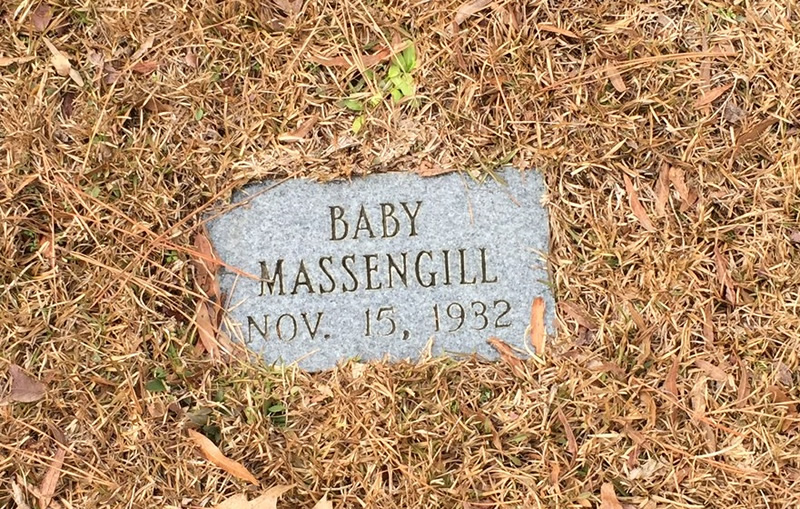 BABY
MASSENGILL
NOV. 15, 1932